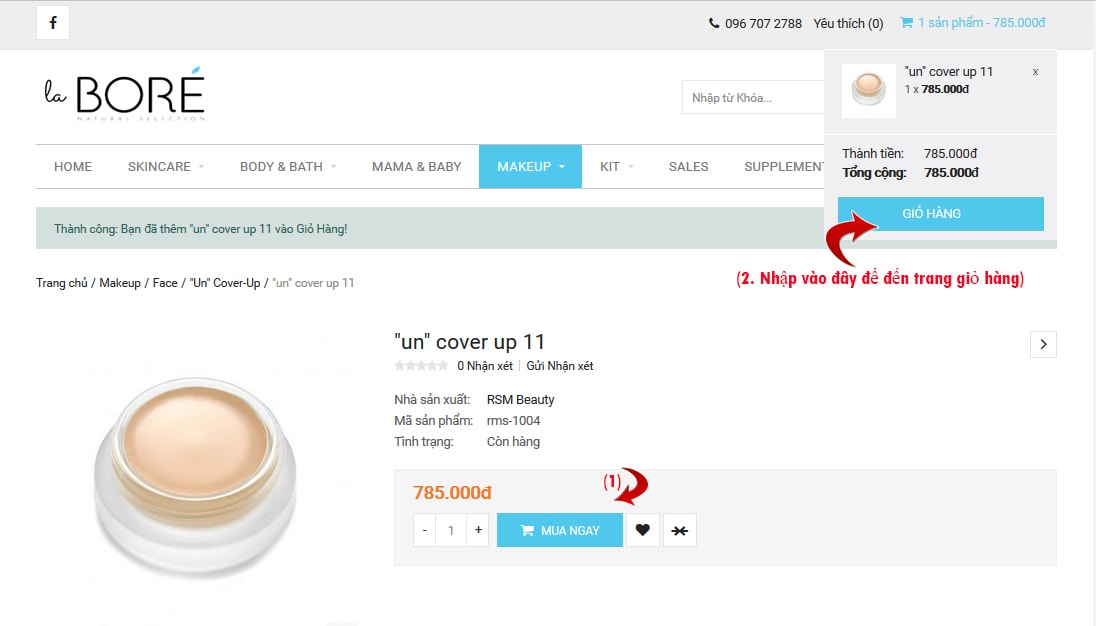 096 707 2788 Yêu thích (0) 1 sản phẩm - 785.000đ
la BORÉ
NATURAL SELECTION
Nhập từ Khóa...
"un" cover up 11 x
1 x 785.000đ
Thành tiền: 785.000đ
Tổng cộng: 785.000đ
GIỎ HÀNG
HOME SKINCARE BODY & BATH MAMA & BABY MAKEUP KIT SALES SUPPLEMENT
Thành công: Bạn đã thêm "un" cover up 11 vào Giỏ Hàng!
(2. Nhập vào đây để đến trang giỏ hàng)
Trang chủ / Makeup / Face / "Un" Cover-Up / "un" cover up 11
"un" cover up 11
0 Nhận xét Gửi Nhận xét
Nhà sản xuất: RSM Beauty
Mã sản phẩm: rms-1004
Tình trạng: Còn hàng
785.000đ
(1)
- 1 + MUA NGAY